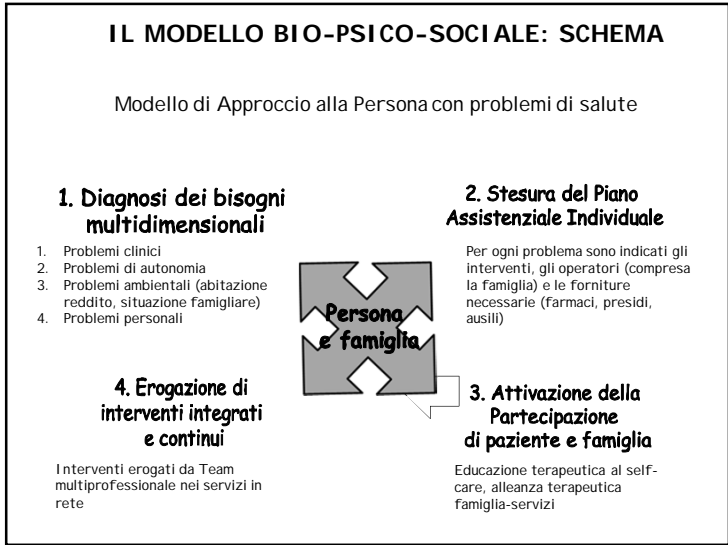 IL MODELLO BIO-PSICO-SOCIALE: SCHEMA
Modello di Approccio alla Persona con problemi di salute
1. Diagnosi dei bisogni
multidimensionali
1. Problemi clinici
2. Problemi di autonomia
3. Problemi ambientali (abitazione
reddito, situazione famigliare)
4. Problemi personali
2. Stesura del Piano
Assistenziale Individuale
Per ogni problema sono indicati gli
interventi, gli operatori (compresa
la famiglia) e le forniture
necessarie (farmaci, presidi,
ausili)
Persona
e famiglia
4. Erogazione di
interventi integrati
e continui
Interventi erogati da Team
multiprofessionale nei servizi in
rete
3. Attivazione della
Partecipazione
di paziente e famiglia
Educazione terapeutica al self-
care, alleanza terapeutica
famiglia-servizi